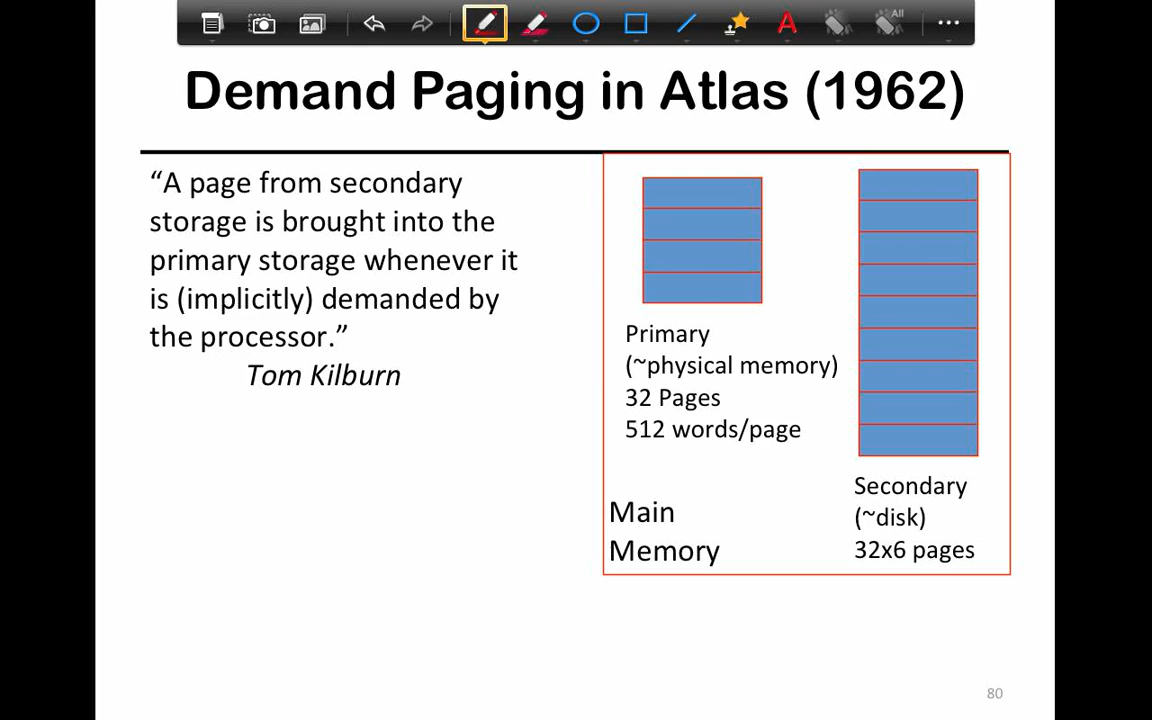 All
A
Demand Paging in Atlas (1962)
“A page from secondary
storage is brought into the
primary storage whenever it
is (implicitly) demanded by
the processor.”
Tom Kilburn
Primary
(~physical memory)
32 Pages
512 words/page
Main
Memory
Secondary
(~disk)
32x6 pages
80